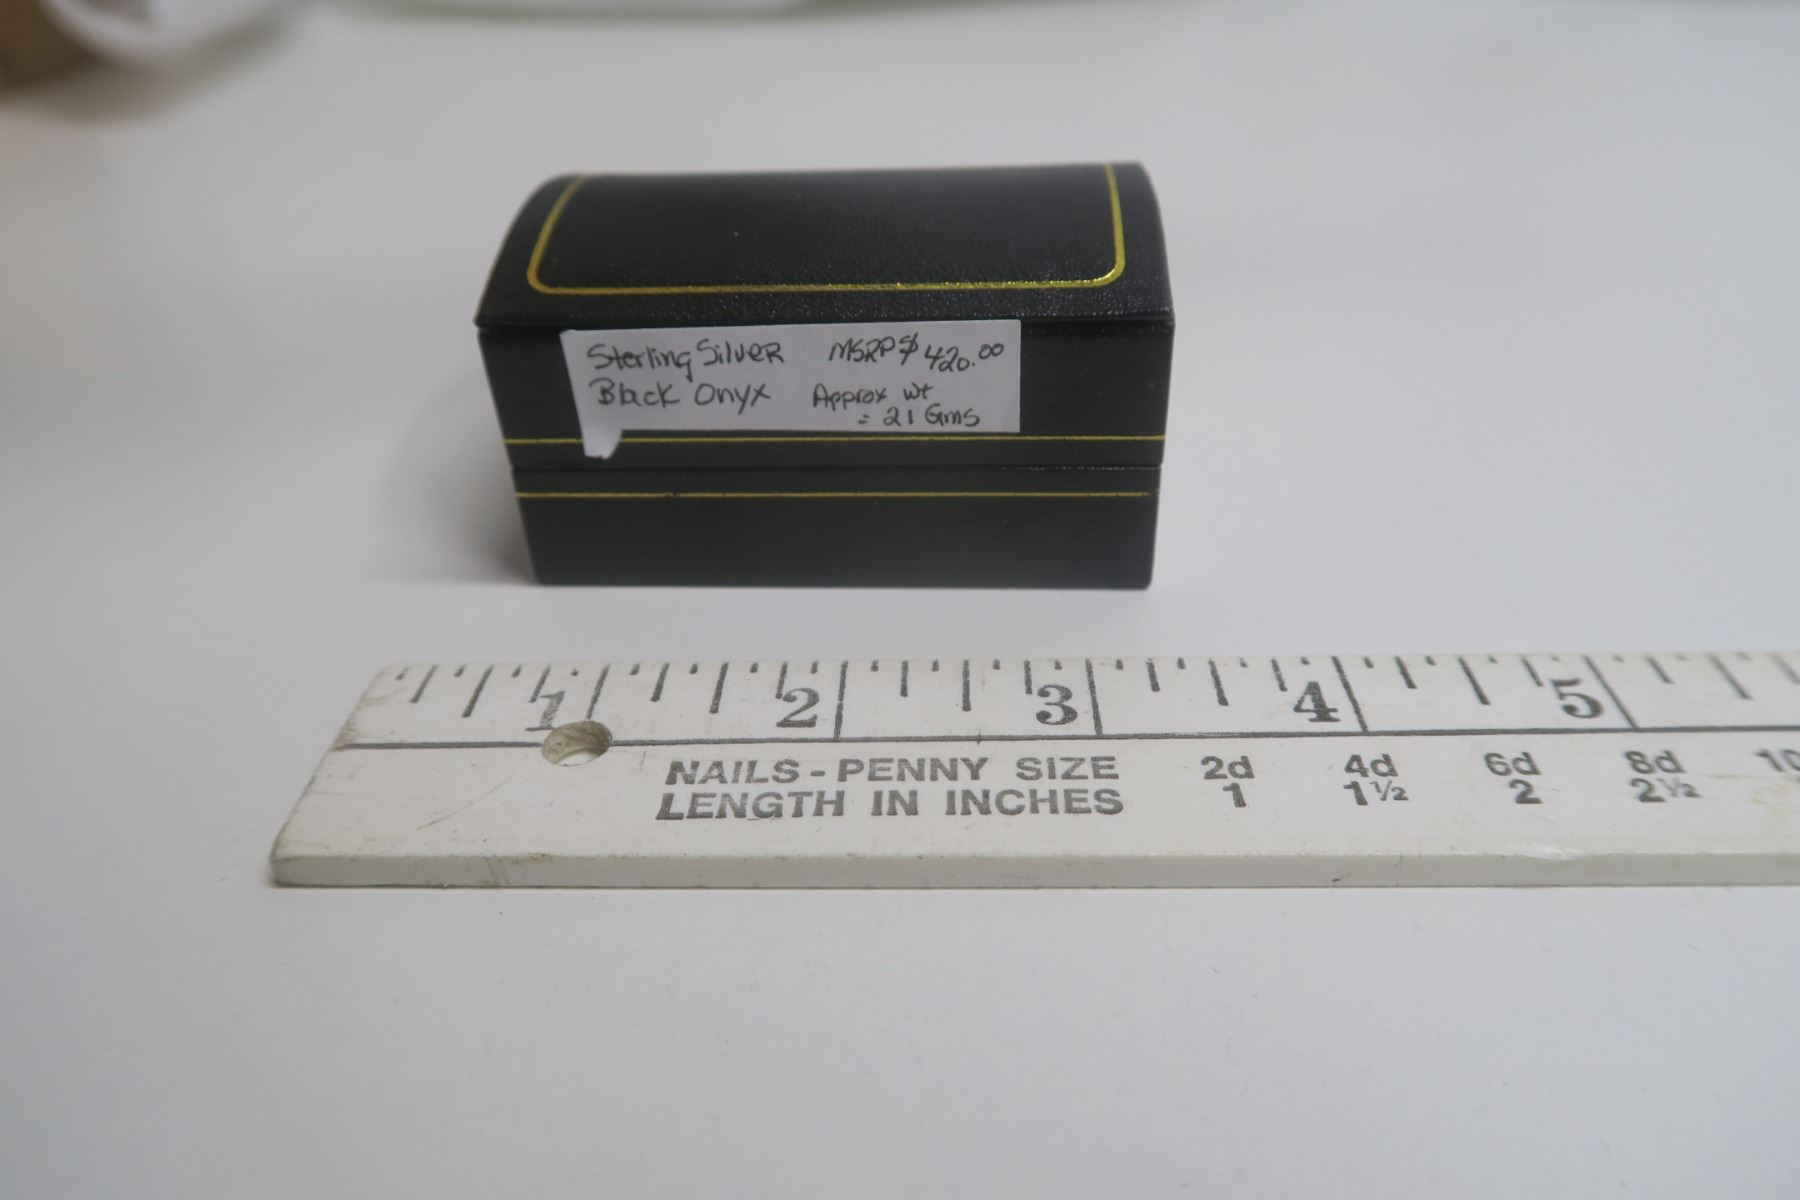 Sterling Silver MSRP $420.00
Black Onyx Approx wt
= 21 Gms
1 2 3 4 5
NAILS - PENNY SIZE 2d 4d 6d 8d 10
LENGTH IN INCHES 1 1½ 2 2½